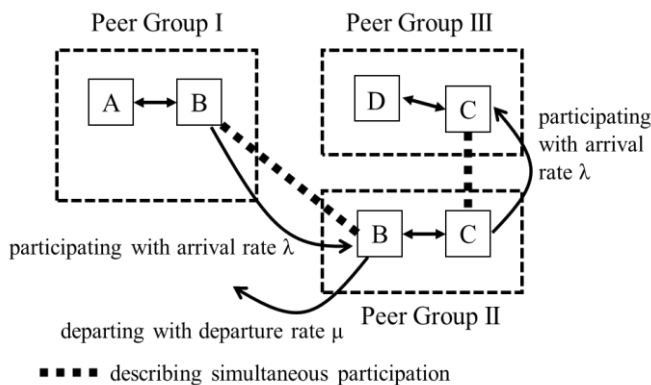 Peer Group I
Peer Group III
A
B
D
C
participating
with arrival
rate λ
B
C
participating with arrival rate λ
Peer Group II
departing with departure rate μ
describing simultaneous participation